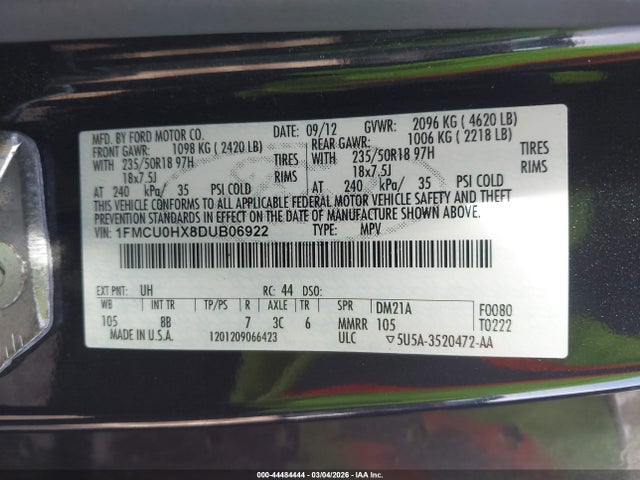 MFD. BY FORD MOTOR CO. DATE: 09/12 GVWR: 2096 KG ( 4620 LB)
FRONT GAWR: 1098 KG ( 2420 LB) REAR GAWR: 1006 KG ( 2218 LB)
WITH 235/50R18 97H TIRES WITH 235/50R18 97H TIRES
18x7.5J RIMS 18x7.5J RIMS
AT 240 kPa/ 35 PSI COLD AT 240 kPa/ 35 PSI COLD
THIS VEHICLE CONFORMS TO ALL APPLICABLE FEDERAL MOTOR VEHICLE SAFETY AND THEFT
PREVENTION STANDARDS IN EFFECT ON THE DATE OF MANUFACTURE SHOWN ABOVE.
VIN: 1FMCU0HX8DUB06922 TYPE: MPV
EXT PNT: UH RC: 44 DSO:
WB INT TR TP/PS R AXLE TR SPR DM21A F0080
105 8B 7 3C 6 MMRR 105 T0222
MADE IN U.S.A. 1201209066423 ULC ▽5U5A-3520472-AA
000-44484444 - 03/04/2026 - IAA Inc.